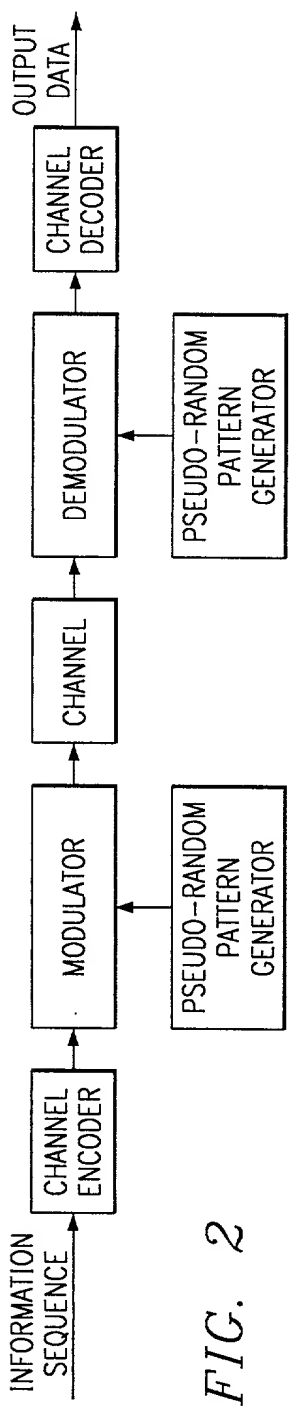 INFORMATION
SEQUENCE
CHANNEL
ENCODER
MODULATOR
CHANNEL
DEMODULATOR
CHANNEL
DECODER
OUTPUT
DATA
PSEUDO-RANDOM
PATTERN
GENERATOR
PSEUDO-RANDOM
PATTERN
GENERATOR
FIG. 2